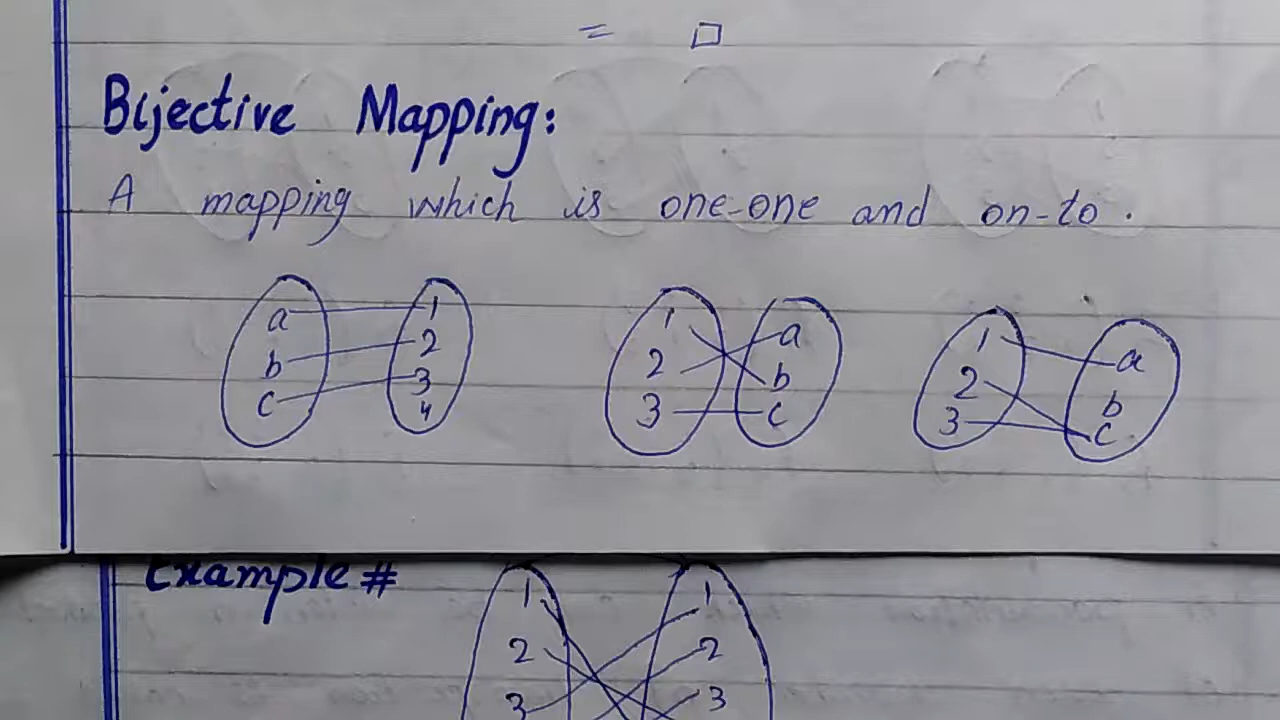 = □
Bijective Mapping:
A mapping which is one-one and on-to.
a 1 1 a 1 a
b 2 2 b 2 b
c 3 3 c 3 c
4
Example #
1 1
2 2
3 3